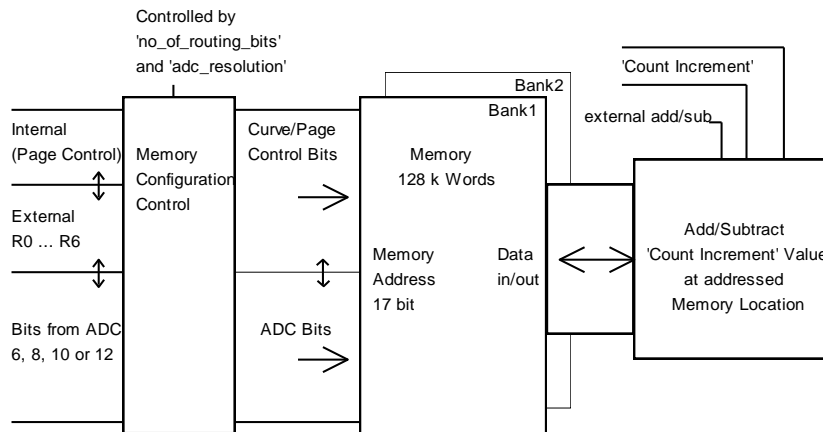 Controlled by
'no_of_routing_bits'
and 'adc_resolution'
Internal
(Page Control)
External
R0 ... R6
Bits from ADC
6, 8, 10 or 12
Memory
Configuration
Control
Curve/Page
Control Bits
ADC Bits
Bank2
Bank1
Memory
128 k Words
Memory
Address
17 bit
Data
in/out
'Count Increment'
external add/sub
Add/Subtract
'Count Increment' Value
at addressed
Memory Location